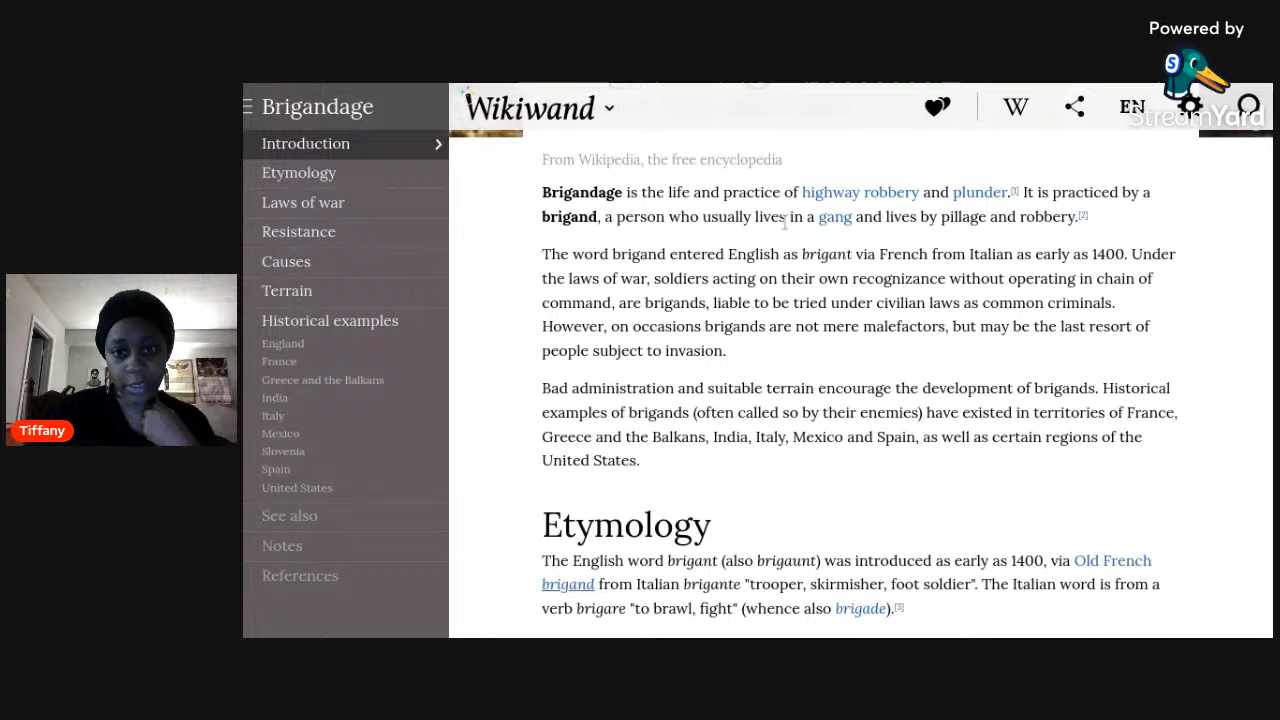 Powered by
StreamYard
Brigandage
Introduction
Etymology
Laws of war
Resistance
Causes
Terrain
Historical examples
England
France
Greece and the Balkans
India
Italy
Mexico
Slovenia
Spain
United States
See also
Notes
References
Tiffany
Wikiwand
W
EN
From Wikipedia, the free encyclopedia
Brigandage is the life and practice of highway robbery and plunder.[1] It is practiced by a
brigand, a person who usually lives in a gang and lives by pillage and robbery.[2]
The word brigand entered English as brigant via French from Italian as early as 1400. Under
the laws of war, soldiers acting on their own recognizance without operating in chain of
command, are brigands, liable to be tried under civilian laws as common criminals.
However, on occasions brigands are not mere malefactors, but may be the last resort of
people subject to invasion.
Bad administration and suitable terrain encourage the development of brigands. Historical
examples of brigands (often called so by their enemies) have existed in territories of France,
Greece and the Balkans, India, Italy, Mexico and Spain, as well as certain regions of the
United States.
Etymology
The English word brigant (also brigaunt) was introduced as early as 1400, via Old French
brigand from Italian brigante "trooper, skirmisher, foot soldier". The Italian word is from a
verb brigare "to brawl, fight" (whence also brigade).[3]